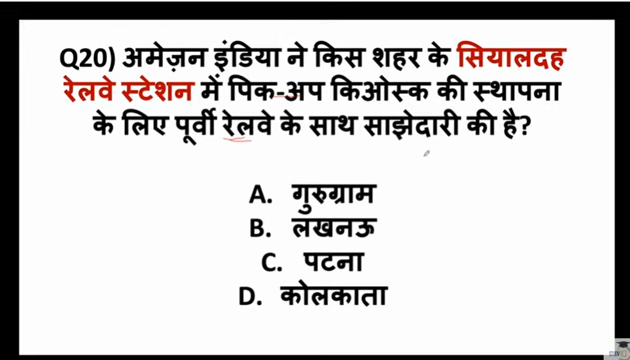 Q20) अमेज़न इंडिया ने किस शहर के सियालदह
रेलवे स्टेशन में पिक-अप किओस्क की स्थापना
के लिए पूर्वी रेलवे के साथ साझेदारी की है?
A. गुरुग्राम
B. लखनऊ
C. पटना
D. कोलकाता